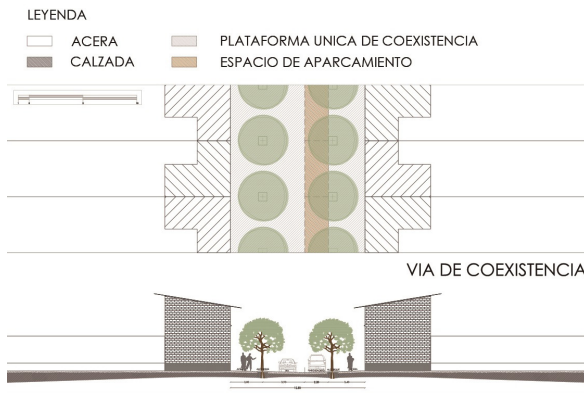 LEYENDA
ACERA
PLATAFORMA UNICA DE COEXISTENCIA
CALZADA
ESPACIO DE APARCAMIENTO
VIA DE COEXISTENCIA